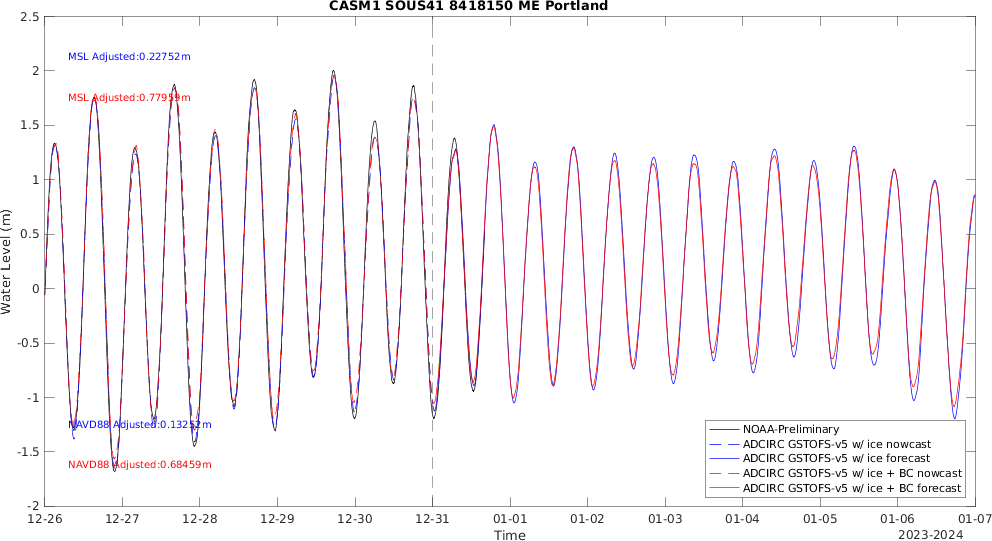 CASM1 SOUS41 8418150 ME Portland
2.5
2
1.5
1
0.5
0
-0.5
-1
-1.5
-2
Water Level (m)
MSL Adjusted:0.22752m
MSL Adjusted:0.77959m
NAVD88 Adjusted:0.13252m
NAVD88 Adjusted:0.68459m
NOAA-Preliminary
ADCIRC GSTOFS-v5 w/ ice nowcast
ADCIRC GSTOFS-v5 w/ ice forecast
ADCIRC GSTOFS-v5 w/ ice + BC nowcast
ADCIRC GSTOFS-v5 w/ ice + BC forecast
12-26 12-27 12-28 12-29 12-30 12-31 01-01 01-02 01-03 01-04 01-05 01-06 01-07
Time
2023-2024